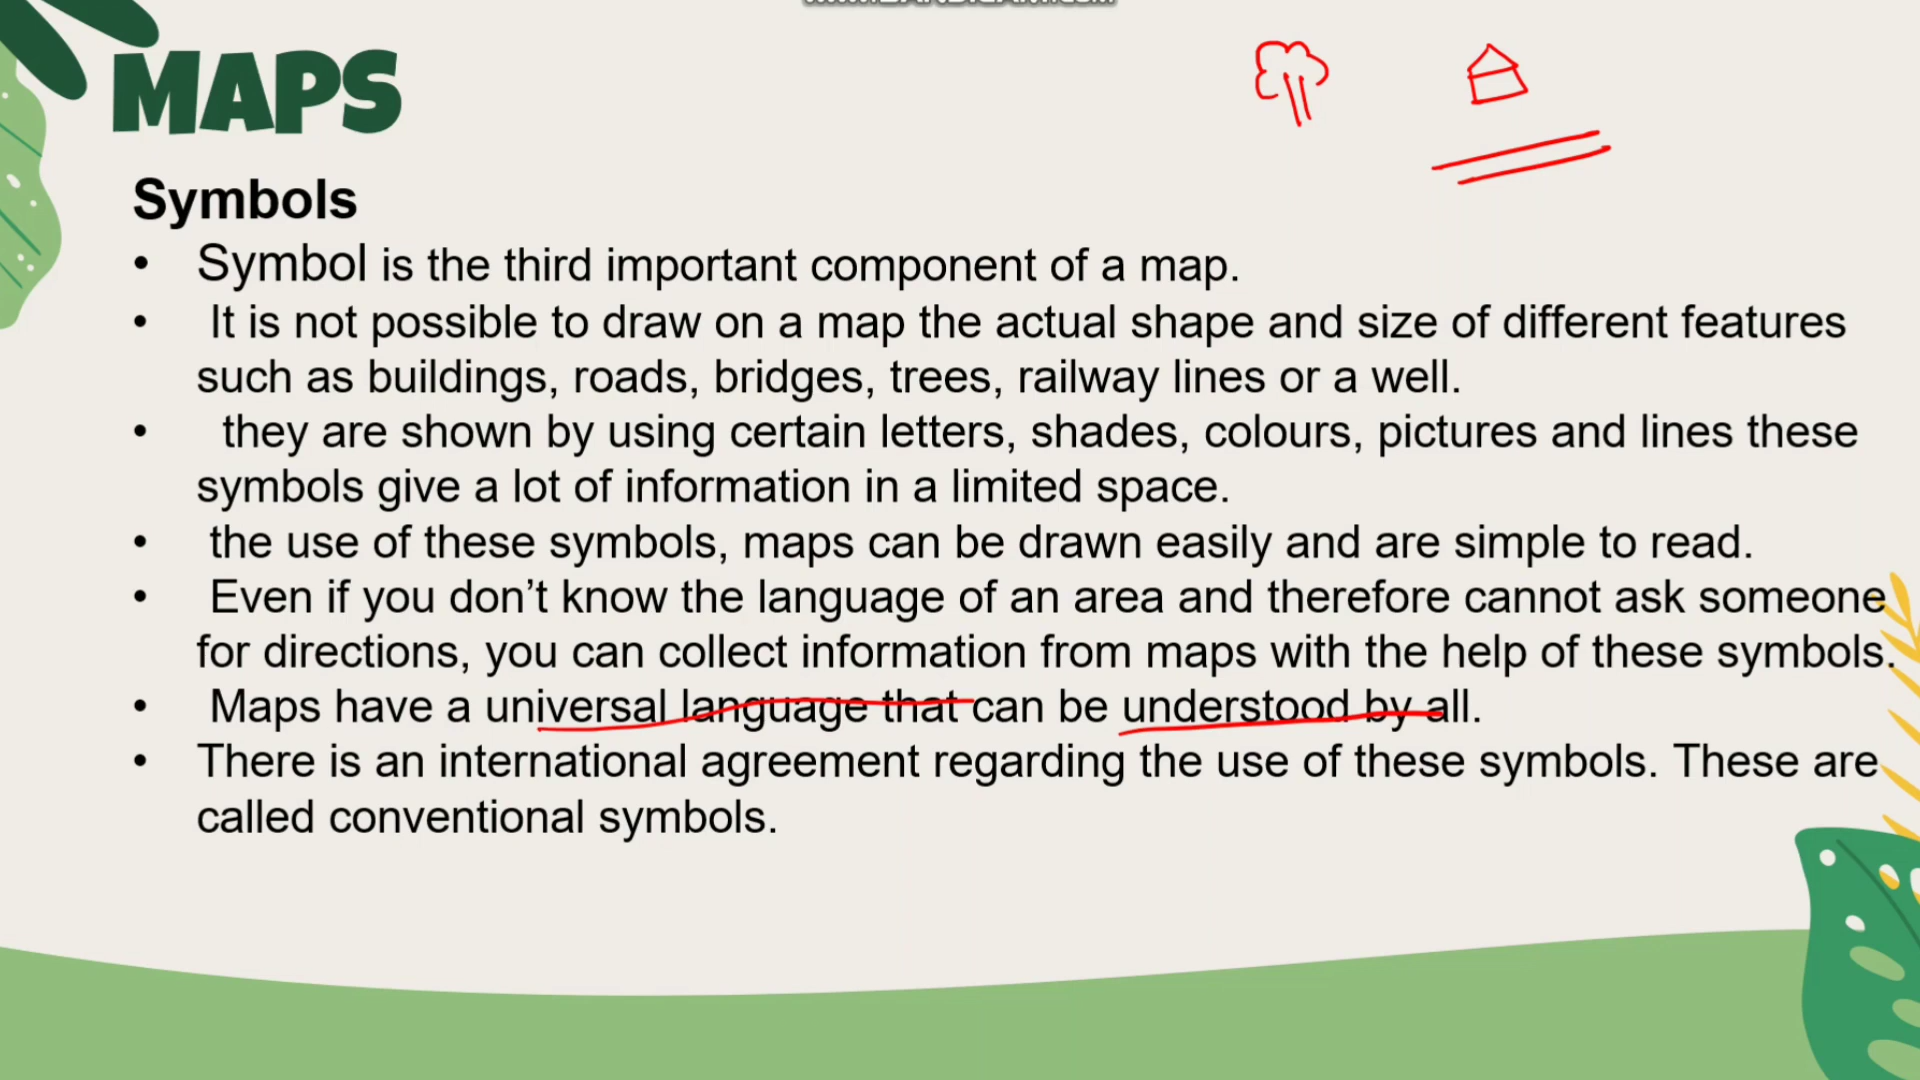 MAPS
Symbols
• Symbol is the third important component of a map.
• It is not possible to draw on a map the actual shape and size of different features
such as buildings, roads, bridges, trees, railway lines or a well.
• they are shown by using certain letters, shades, colours, pictures and lines these
symbols give a lot of information in a limited space.
• the use of these symbols, maps can be drawn easily and are simple to read.
• Even if you don’t know the language of an area and therefore cannot ask someone
for directions, you can collect information from maps with the help of these symbols.
• Maps have a universal language that can be understood by all.
• There is an international agreement regarding the use of these symbols. These are
called conventional symbols.